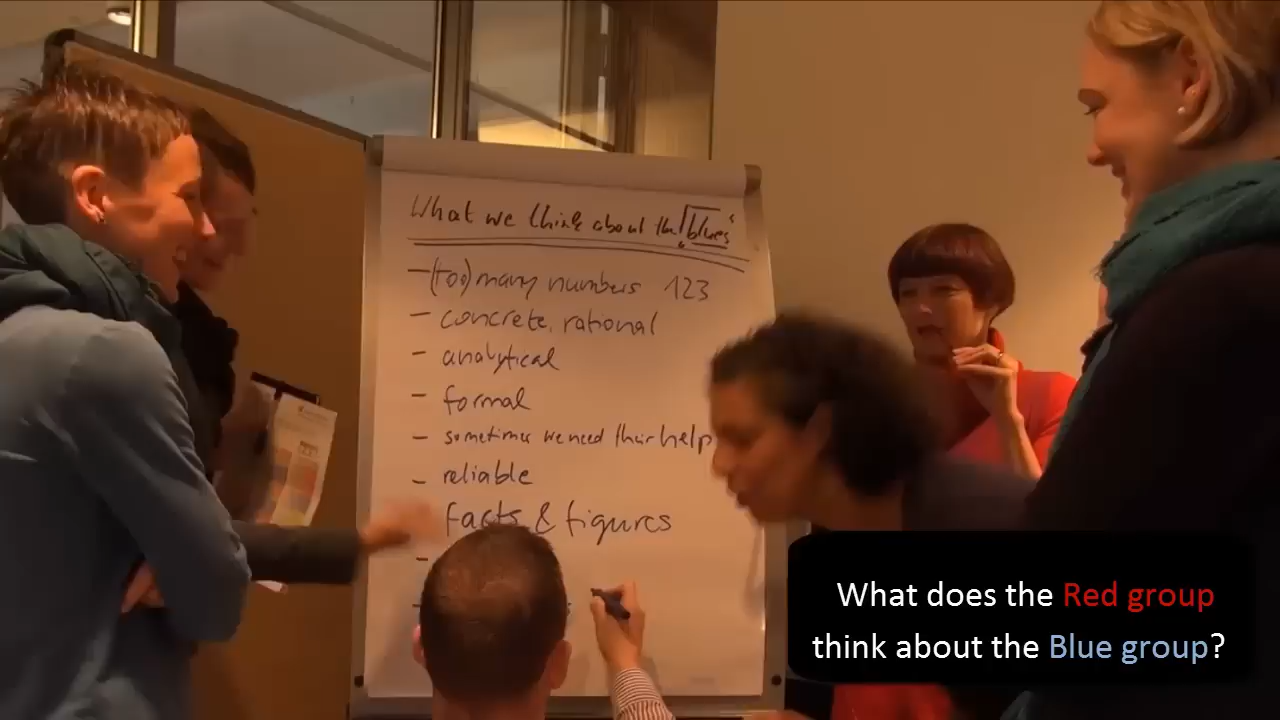 What we think about the "blues"
- (too) many numbers 123
- concrete, rational
- analytical
- formal
- sometimes we need their help
- reliable
facts & figures
-
-
What does the Red group
think about the Blue group?